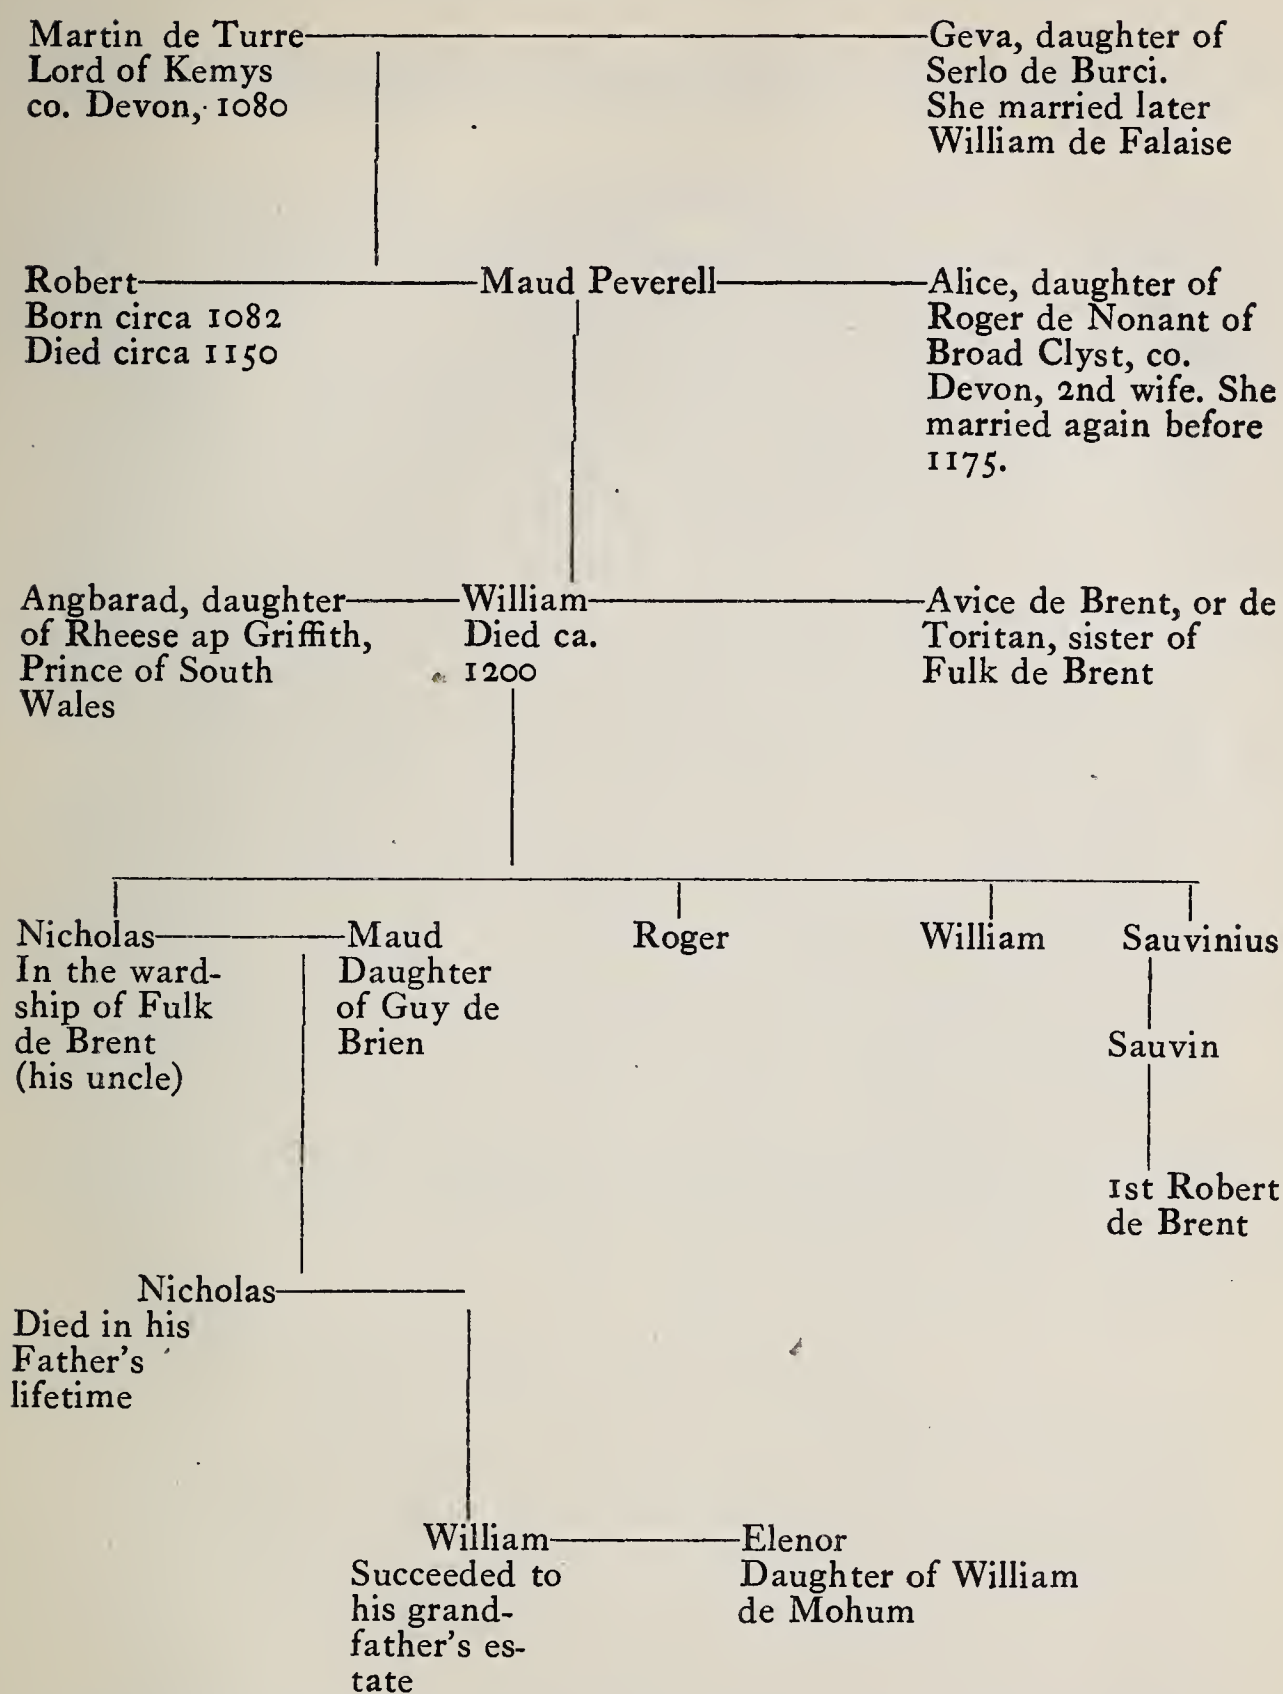 Martin de Turre
Lord of Kemys
co. Devon, 1080
Geva, daughter of
Serlo de Burci.
She married later
William de Falaise
Robert
Born circa 1082
Died circa 1150
Maud Peverell
Alice, daughter of
Roger de Nonant of
Broad Clyst, co.
Devon, 2nd wife. She
married again before
1175.
Angbarad, daughter
of Rheese ap Griffith,
Prince of South
Wales
William
Died ca.
1200
Avice de Brent, or de
Toritan, sister of
Fulk de Brent
Nicholas
In the ward-
ship of Fulk
de Brent
(his uncle)
Maud
Daughter
of Guy de
Brien
Roger
William
Sauvinius
Sauvin
1st Robert
de Brent
Nicholas
Died in his
Father's
lifetime
William
Succeeded to
his grand-
father's es-
tate
Elenor
Daughter of William
de Mohum